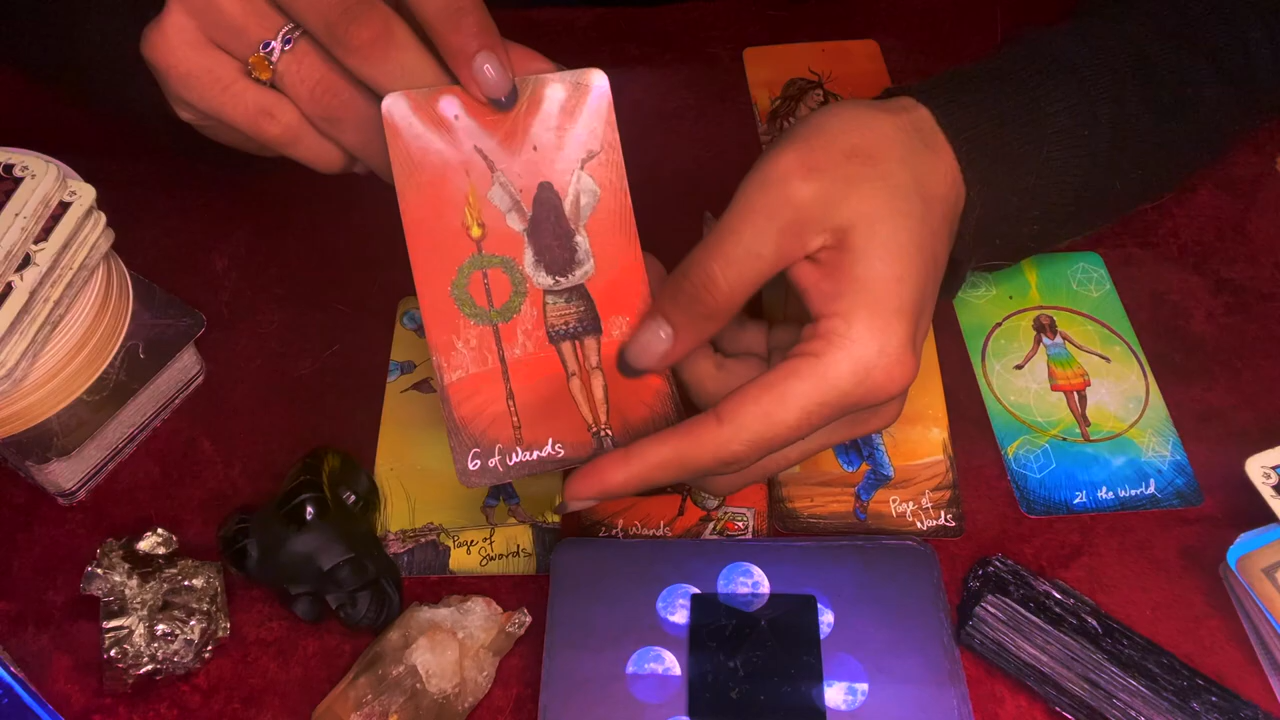 6 of Wands
Page of
Swords
2 of Wands
Page of
Wands
21 the World